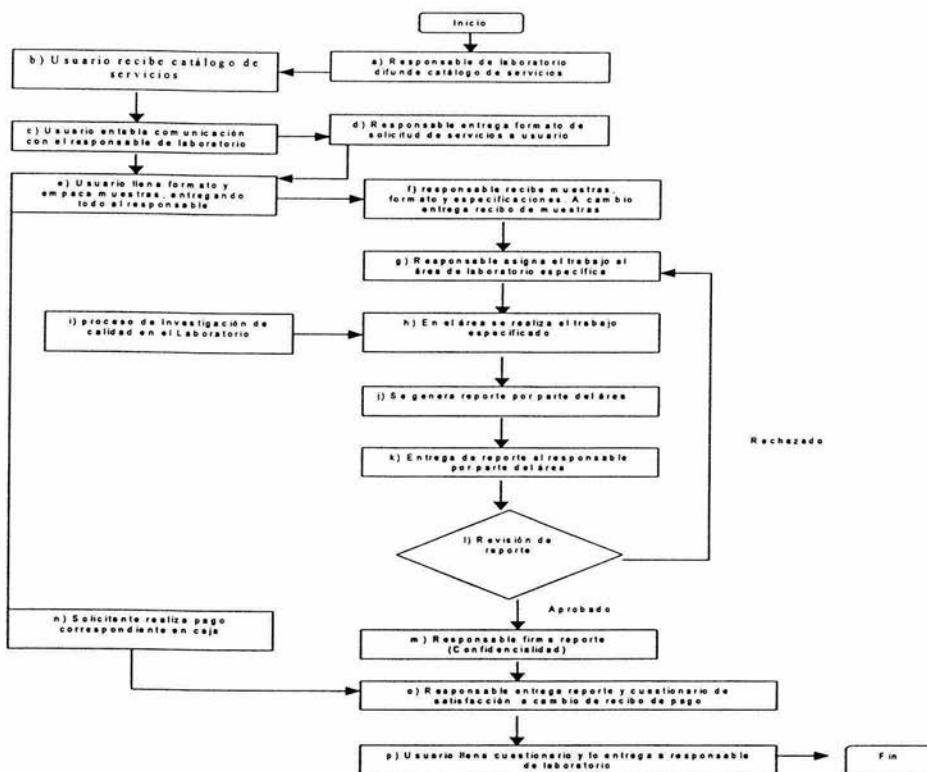 Inicio
a) Responsable de laboratorio
difunde catálogo de servicios
b) Usuario recibe catálogo de
servicios
c) Usuario entabla comunicación
con el responsable de laboratorio
d) Responsable entrega formato de
solicitud de servicios a usuario
e) Usuario llena formato y
empaca muestras, entregando
todo al responsable
f) responsable recibe muestras,
formato y especificaciones. A cambio
entrega recibo de muestras
g) Responsable asigna el trabajo al
área de laboratorio específica
i) proceso de Investigación de
calidad en el Laboratorio
h) En el área se realiza el trabajo
especificado
j) Se genera reporte por parte del área
Rechazado
k) Entrega de reporte al responsable
por parte del área
l) Revisión de
reporte
Aprobado
n) Solicitante realiza pago
correspondiente en caja
m) Responsable firma reporte
(Confidencialidad)
o) Responsable entrega reporte y cuestionario de
satisfacción a cambio de recibo de pago
p) Usuario llena cuestionario y lo entrega a responsable
de laboratorio
Fin